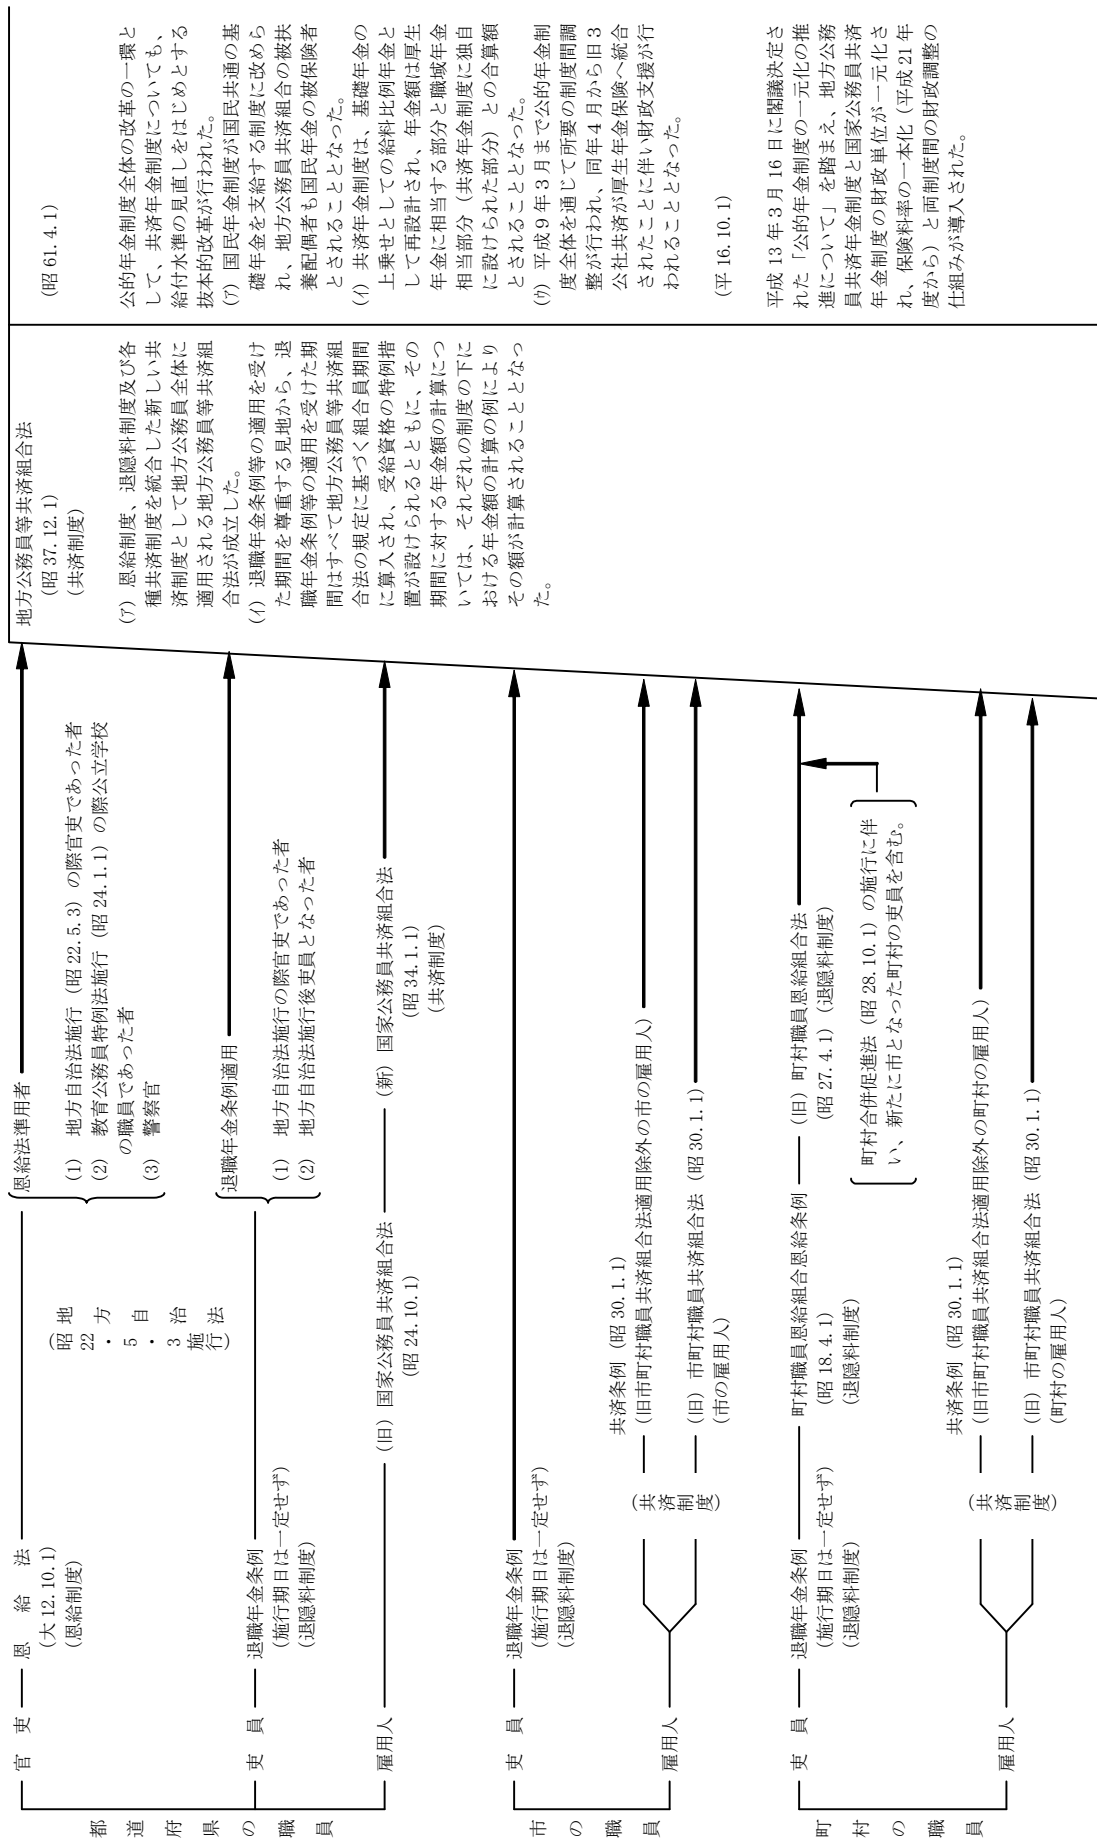 都道府県の職員
官吏
恩給法
(大 12.10.1)
(恩給制度)
(昭22・5・3)
地方自治法施行
恩給法準用者
(1) 地方自治法施行(昭 22.5.3)の際官吏であった者
(2) 教育公務員特例法施行(昭 24.1.1)の際公立学校
の職員であった者
(3) 警察官
吏員
退職年金条例
(施行期日は一定せず)
(退隠料制度)
退職年金条例適用
(1) 地方自治法施行の際官吏であった者
(2) 地方自治法施行後吏員となった者
雇用人
(旧)国家公務員共済組合法
(昭 24.10.1)
(新)国家公務員共済組合法
(昭 34.1.1)
(共済制度)
市の職員
吏員
退職年金条例
(施行期日は一定せず)
(退隠料制度)
雇用人
(共済制度)
共済条例(昭 30.1.1)
(旧市町村職員共済組合法適用除外の市の雇用人)
(旧)市町村職員共済組合法(昭 30.1.1)
(市の雇用人)
町村の職員
吏員
退職年金条例
(施行期日は一定せず)
(退隠料制度)
町村職員恩給組合恩給条例
(昭 18.4.1)
(退隠料制度)
(旧)町村職員恩給組合法
(昭 27.4.1)(退隠料制度)
町村合併促進法(昭 28.10.1)の施行に伴
い、新たに市となった町村の吏員を含む。
雇用人
(共済制度)
共済条例(昭 30.1.1)
(旧市町村職員共済組合法適用除外の町村の雇用人)
(旧)市町村職員共済組合法(昭 30.1.1)
(町村の雇用人)
地方公務員等共済組合法
(昭 37.12.1)
(共済制度)
(ｱ) 恩給制度、退隠料制度及び各
種共済制度を統合した新しい共
済制度として地方公務員全体に
適用される地方公務員等共済組
合法が成立した。
(ｲ) 退職年金条例等の適用を受け
た期間を尊重する見地から、退
職年金条例等の適用を受けた期
間はすべて地方公務員等共済組
合法の規定に基づく組合員期間
に算入され、受給資格の特例措
置が設けられるとともに、その
期間に対する年金額の計算につ
いては、それぞれの制度の下に
おける年金額の計算の例により
その額が計算されることとなっ
た。
(昭 61.4.1)
公的年金制度全体の改革の一環と
して、共済年金制度についても、
給付水準の見直しをはじめとする
抜本的改革が行われた。
(ｱ) 国民年金制度が国民共通の基
礎年金を支給する制度に改めら
れ、地方公務員共済組合の被扶
養配偶者も国民年金の被保険者
とされることとなった。
(ｲ) 共済年金制度は、基礎年金の
上乗せとしての給料比例年金と
して再設計され、年金額は厚生
年金に相当する部分と職域年金
相当部分(共済年金制度に独自
に設けられた部分)との合算額
とされることとなった。
(ｳ) 平成９年３月まで公的年金制
度全体を通じて所要の制度間調
整が行われ、同年４月から旧３
公社共済が厚生年金保険へ統合
されたことに伴い財政支援が行
われることとなった。
(平 16.10.1)
平成 13 年 3 月 16 日に閣議決定さ
れた「公的年金制度の一元化の推
進について」を踏まえ、地方公務
員共済年金制度と国家公務員共済
年金制度の財政単位が一元化さ
れ、保険料率の一本化(平成 21 年
度から)と両制度間の財政調整の
仕組みが導入された。